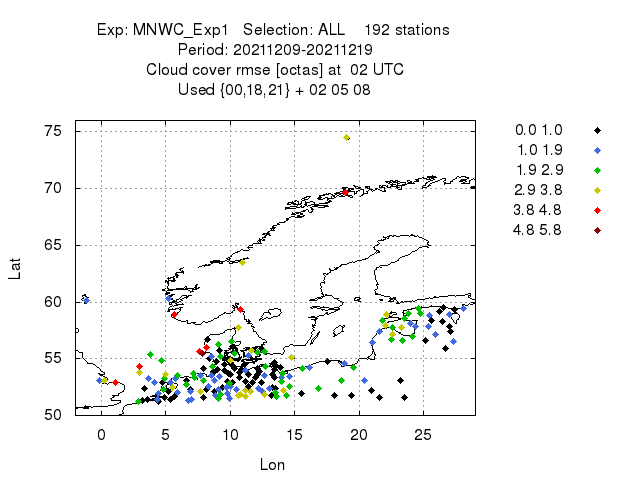 Exp: MNWC_Exp1 Selection: ALL 192 stations
Period: 20211209-20211219
Cloud cover rmse [octas] at 02 UTC
Used {00,18,21} + 02 05 08
75
70
65
60
55
50
Lat
0 5 10 15 20 25
Lon
0.0 1.0
1.0 1.9
1.9 2.9
2.9 3.8
3.8 4.8
4.8 5.8